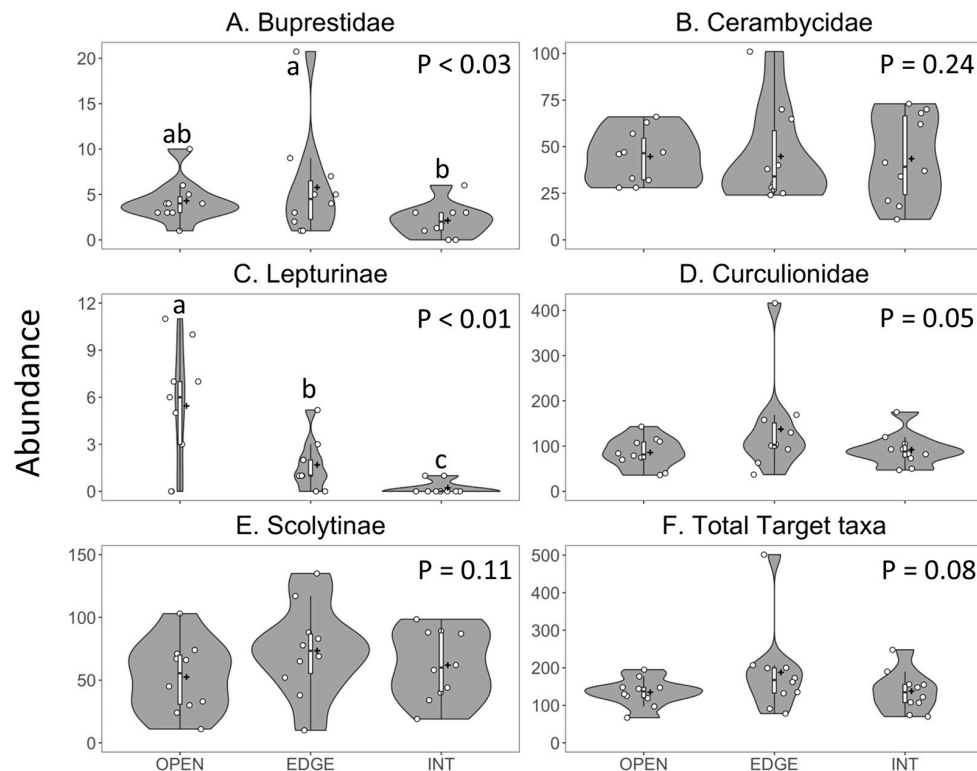 A. Buprestidae
B. Cerambycidae
20
15
10
5
0
ab
a
b
P < 0.03
100
75
50
25
0
P = 0.24
C. Lepturinae
D. Curculionidae
Abundance
12
9
6
3
0
a
b
c
P < 0.01
400
300
200
100
0
P = 0.05
E. Scolytinae
F. Total Target taxa
150
100
50
0
P = 0.11
500
400
300
200
100
0
P = 0.08
OPEN EDGE INT
OPEN EDGE INT